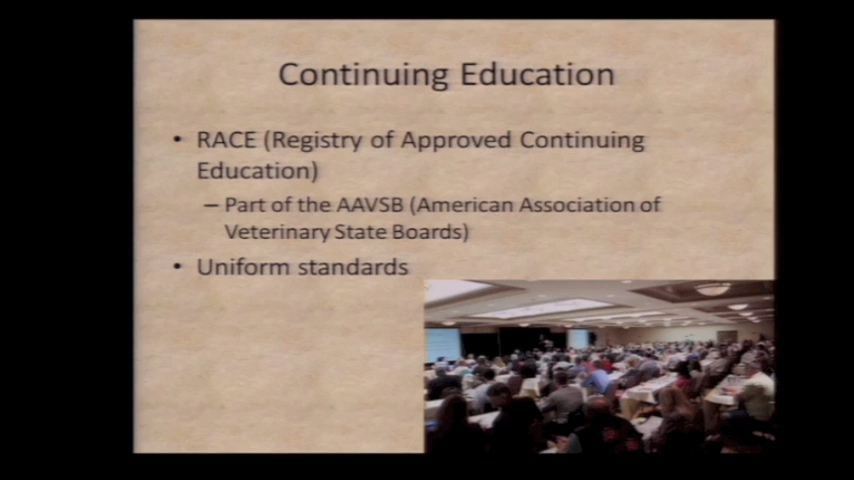 Continuing Education
• RACE (Registry of Approved Continuing
Education)
– Part of the AAVSB (American Association of
Veterinary State Boards)
• Uniform standards